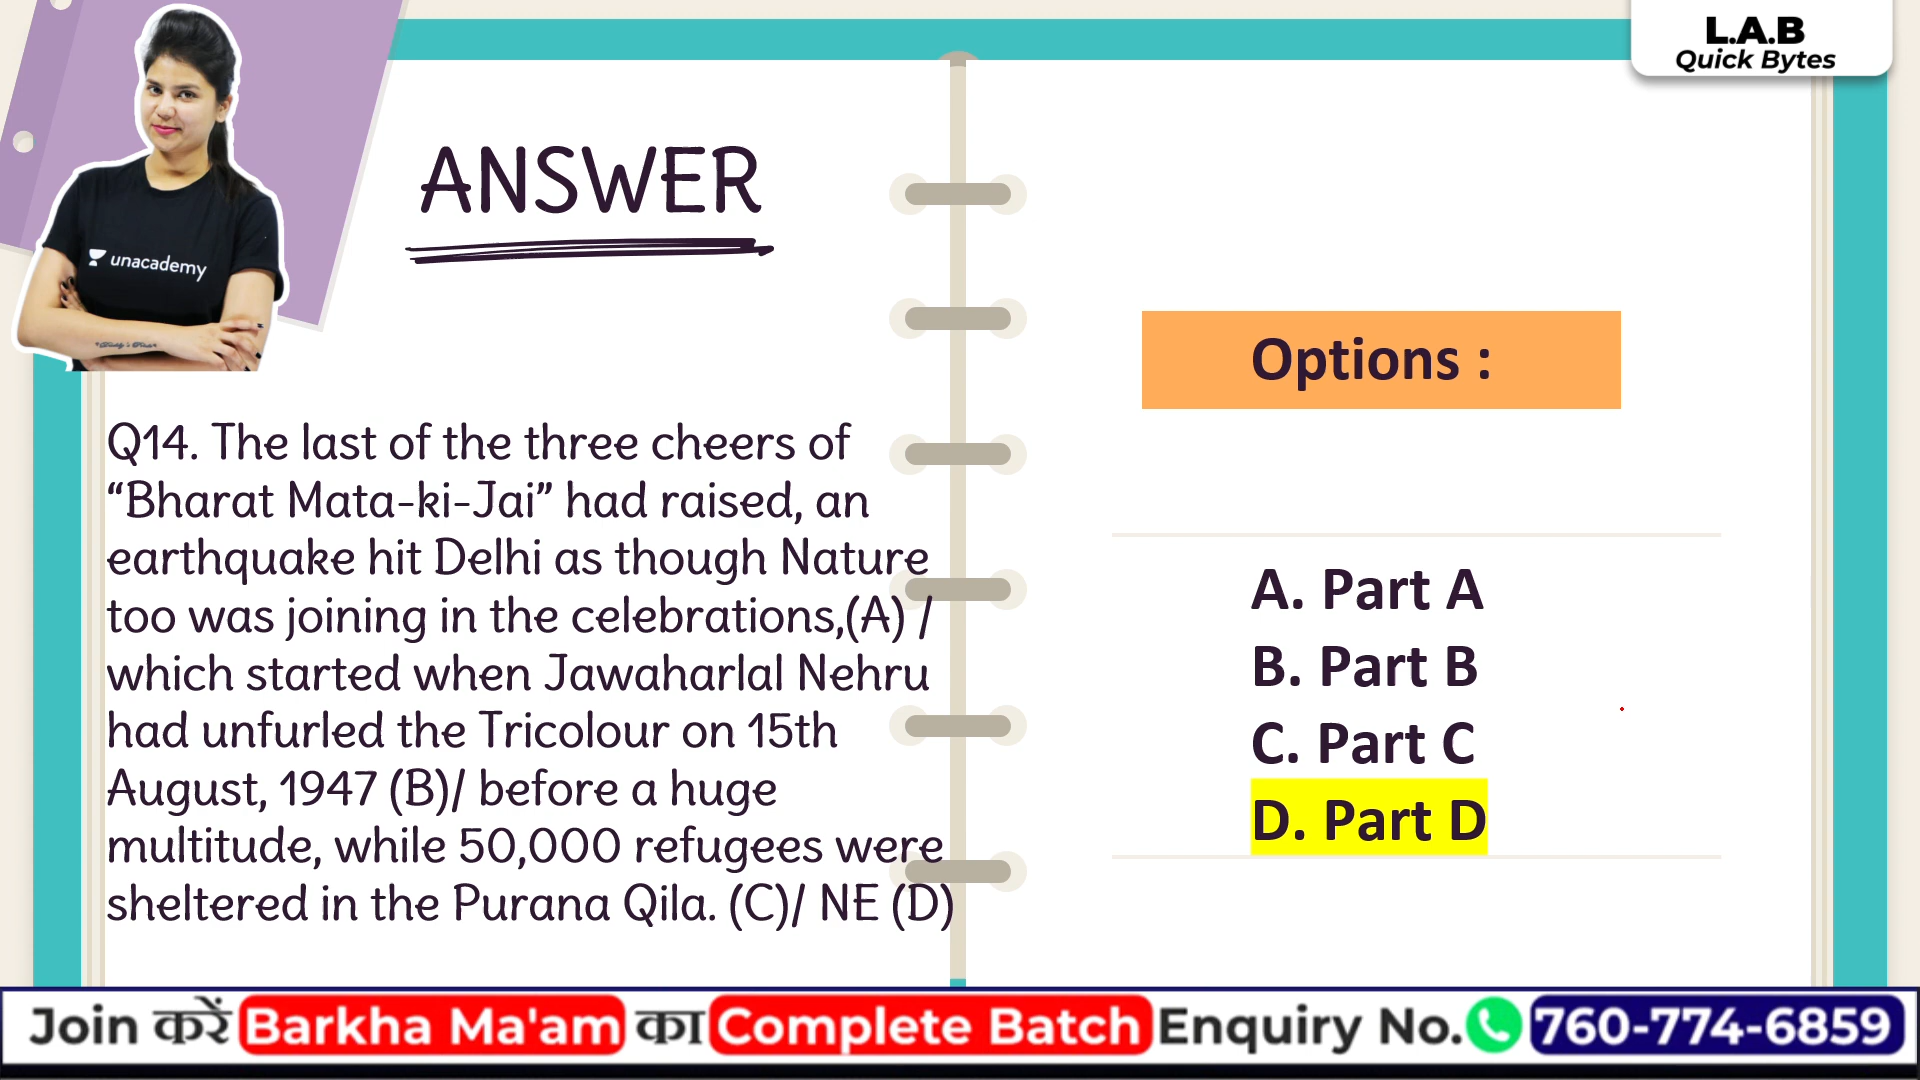 L.A.B
Quick Bytes
unacademy
ANSWER
Q14. The last of the three cheers of
“Bharat Mata-ki-Jai” had raised, an
earthquake hit Delhi as though Nature
too was joining in the celebrations,(A) /
which started when Jawaharlal Nehru
had unfurled the Tricolour on 15th
August, 1947 (B)/ before a huge
multitude, while 50,000 refugees were
sheltered in the Purana Qila. (C)/ NE (D)
Options :
A. Part A
B. Part B
C. Part C
D. Part D
Join करें Barkha Ma'am का Complete Batch Enquiry No. 760-774-6859